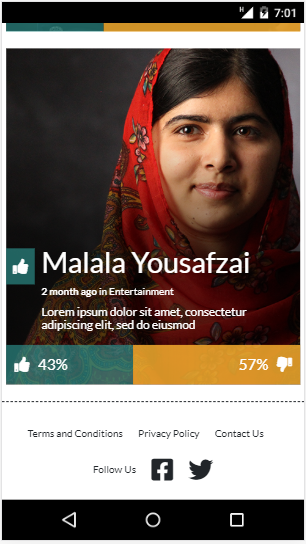 7:01
Malala Yousafzai
2 month ago in Entertainment
Lorem ipsum dolor sit amet, consectetur
adipiscing elit, sed do eiusmod
43% 57%
Terms and Conditions Privacy Policy Contact Us
Follow Us